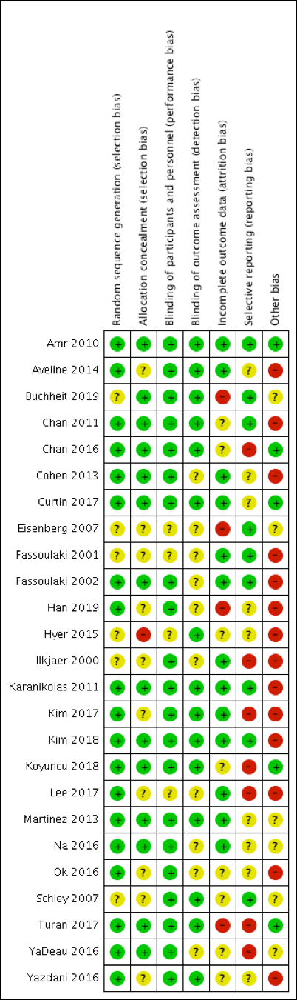 Random sequence generation (selection bias)
Allocation concealment (selection bias)
Blinding of participants and personnel (performance bias)
Blinding of outcome assessment (detection bias)
Incomplete outcome data (attrition bias)
Selective reporting (reporting bias)
Other bias
Amr 2010 + + + + + + +
Aveline 2014 + ? + + + ? -
Buchheit 2019 ? + + + - + ?
Chan 2011 + + + + ? + -
Chan 2016 + + + + ? - +
Cohen 2013 + + + ? + ? -
Curtin 2017 + + + + + ? +
Eisenberg 2007 ? ? ? ? - + ?
Fassoulaki 2001 ? ? ? ? + + -
Fassoulaki 2002 + + + ? + + -
Han 2019 + ? + ? - ? -
Hyer 2015 ? - ? + ? ? -
Ilkjaer 2000 ? ? + ? + - -
Karanikolas 2011 + + + + + + -
Kim 2017 + ? + + + - -
Kim 2018 + + + + + + -
Koyuncu 2018 + + + + ? - +
Lee 2017 + ? ? ? + - -
Martinez 2013 + + + + + ? ?
Na 2016 + + + ? + ? ?
Ok 2016 + ? + ? ? ? -
Schley 2007 ? ? + + ? + ?
Turan 2017 + + + + - - +
YaDeau 2016 + + + ? ? - ?
Yazdani 2016 + ? + + ? ? -